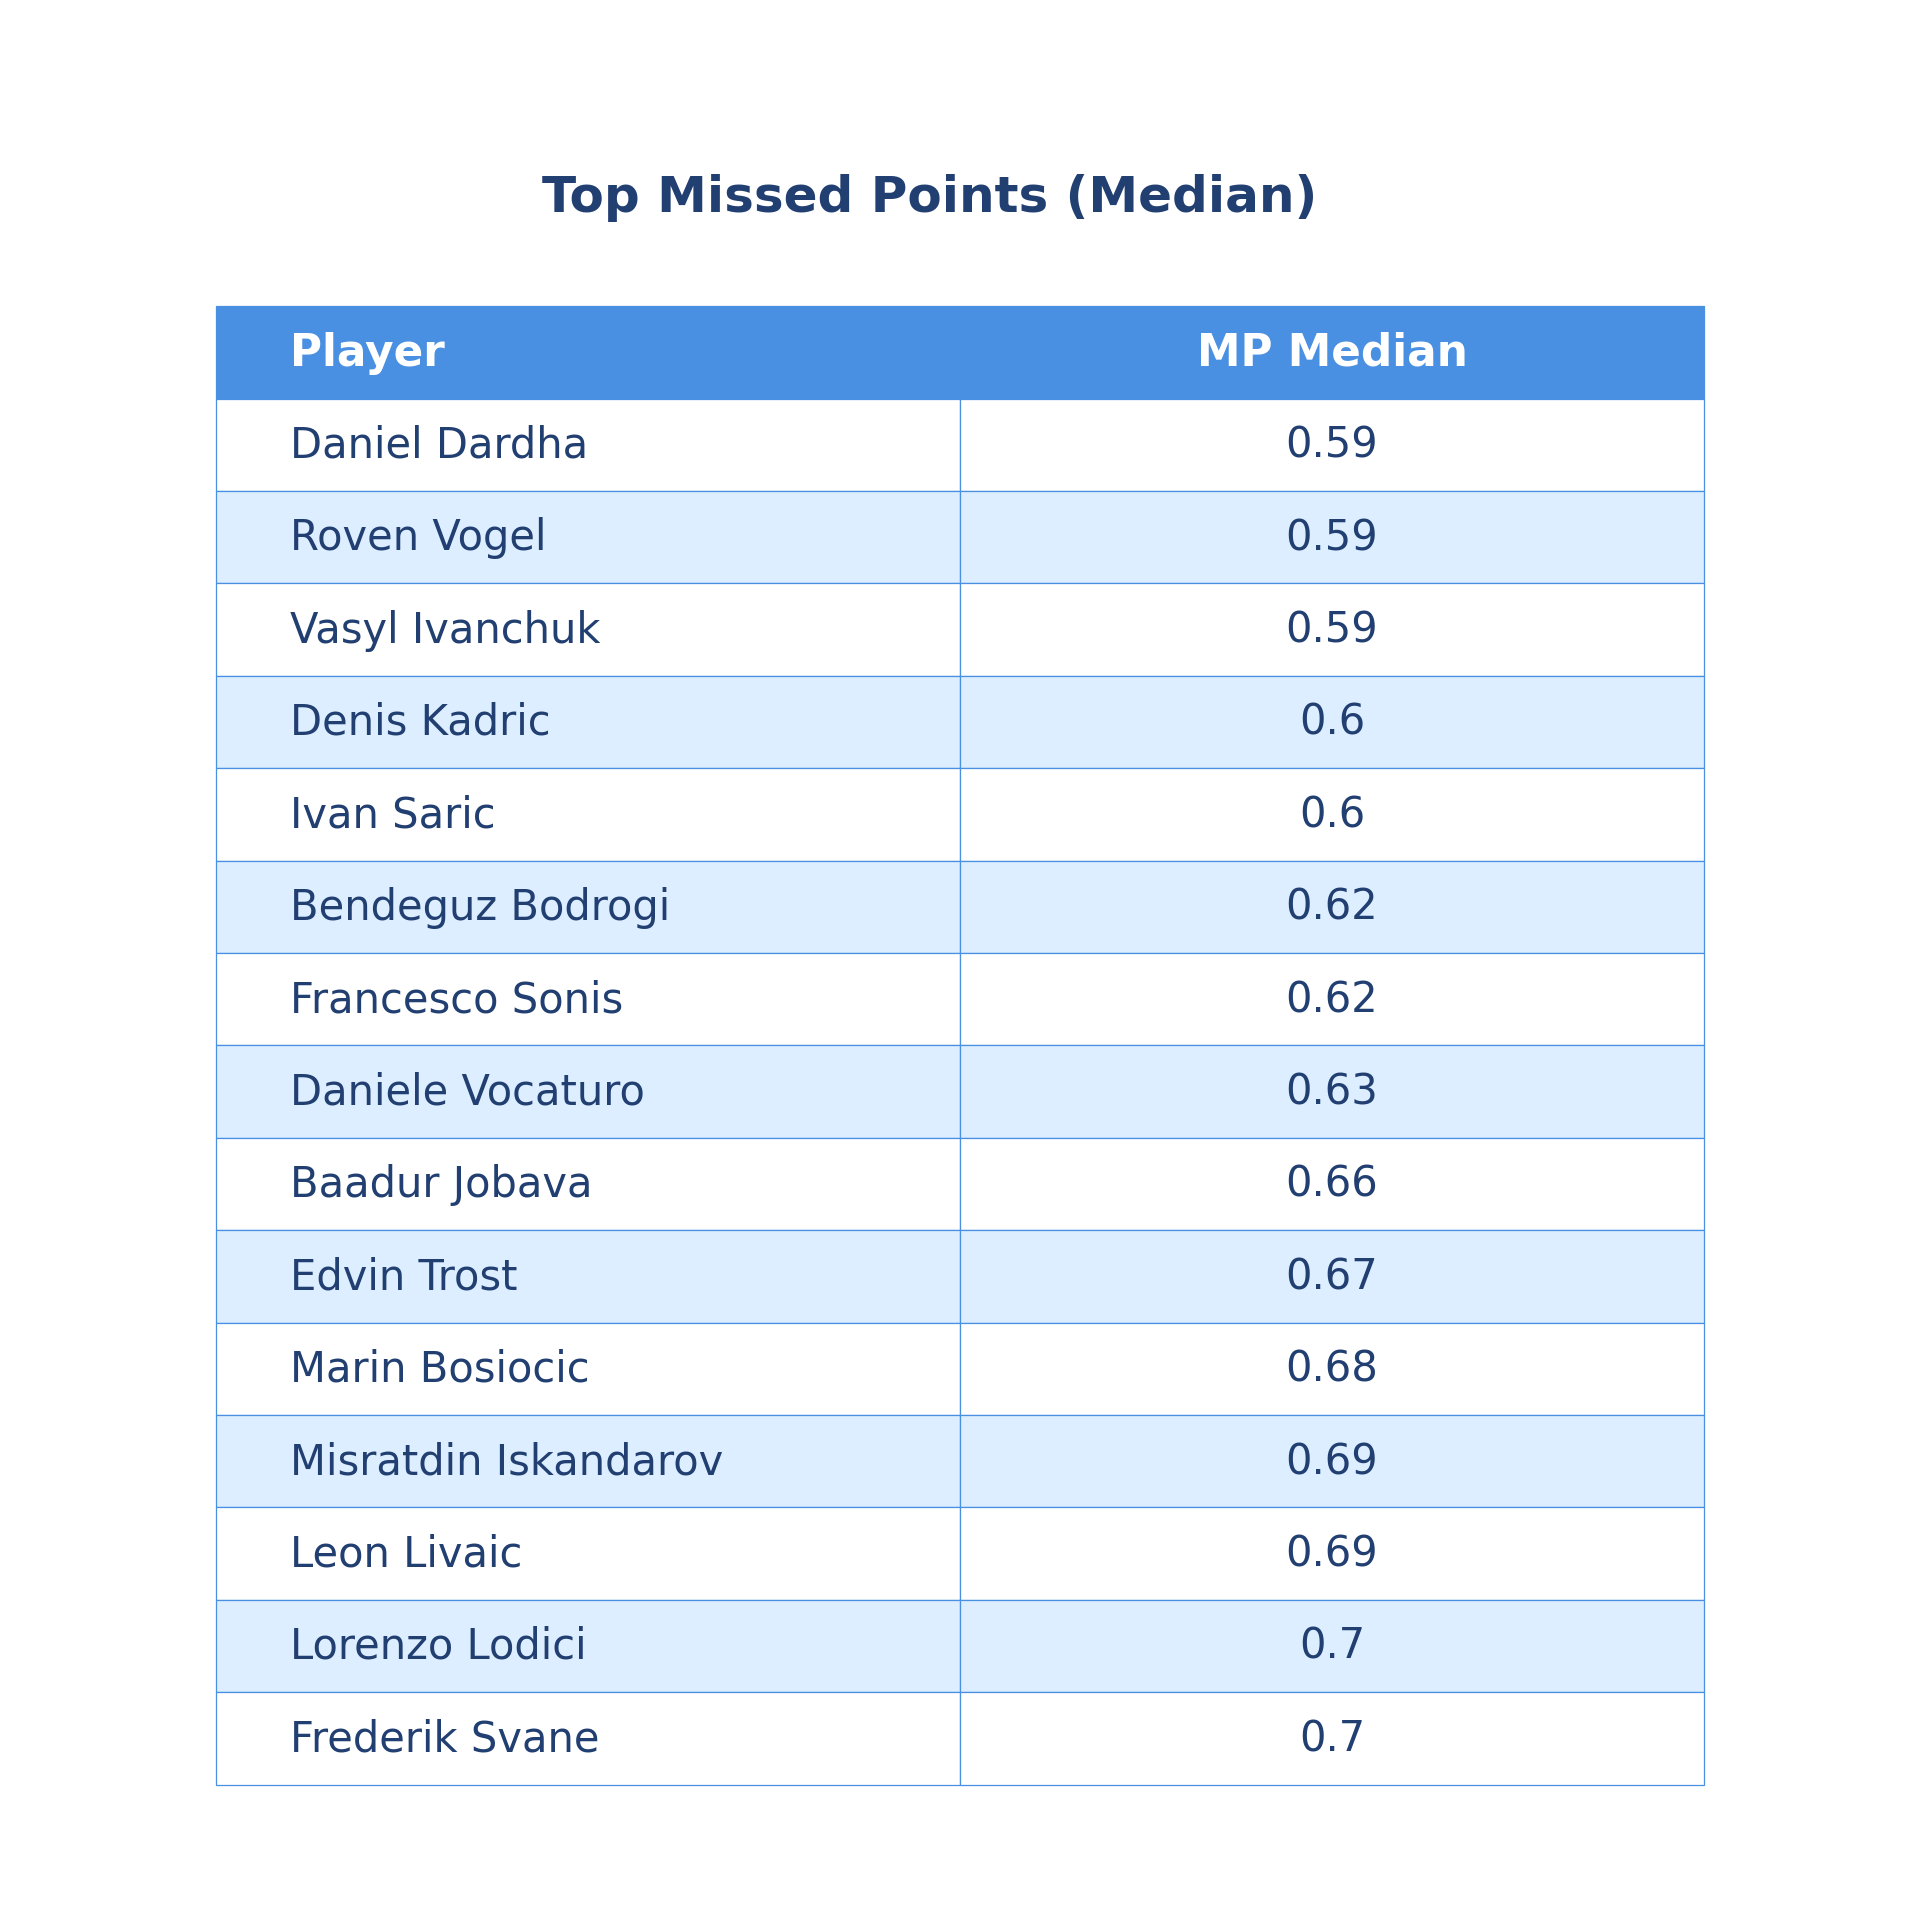 Top Missed Points (Median)
Player MP Median
Daniel Dardha 0.59
Roven Vogel 0.59
Vasyl Ivanchuk 0.59
Denis Kadric 0.6
Ivan Saric 0.6
Bendeguz Bodrogi 0.62
Francesco Sonis 0.62
Daniele Vocaturo 0.63
Baadur Jobava 0.66
Edvin Trost 0.67
Marin Bosiocic 0.68
Misratdin Iskandarov 0.69
Leon Livaic 0.69
Lorenzo Lodici 0.7
Frederik Svane 0.7